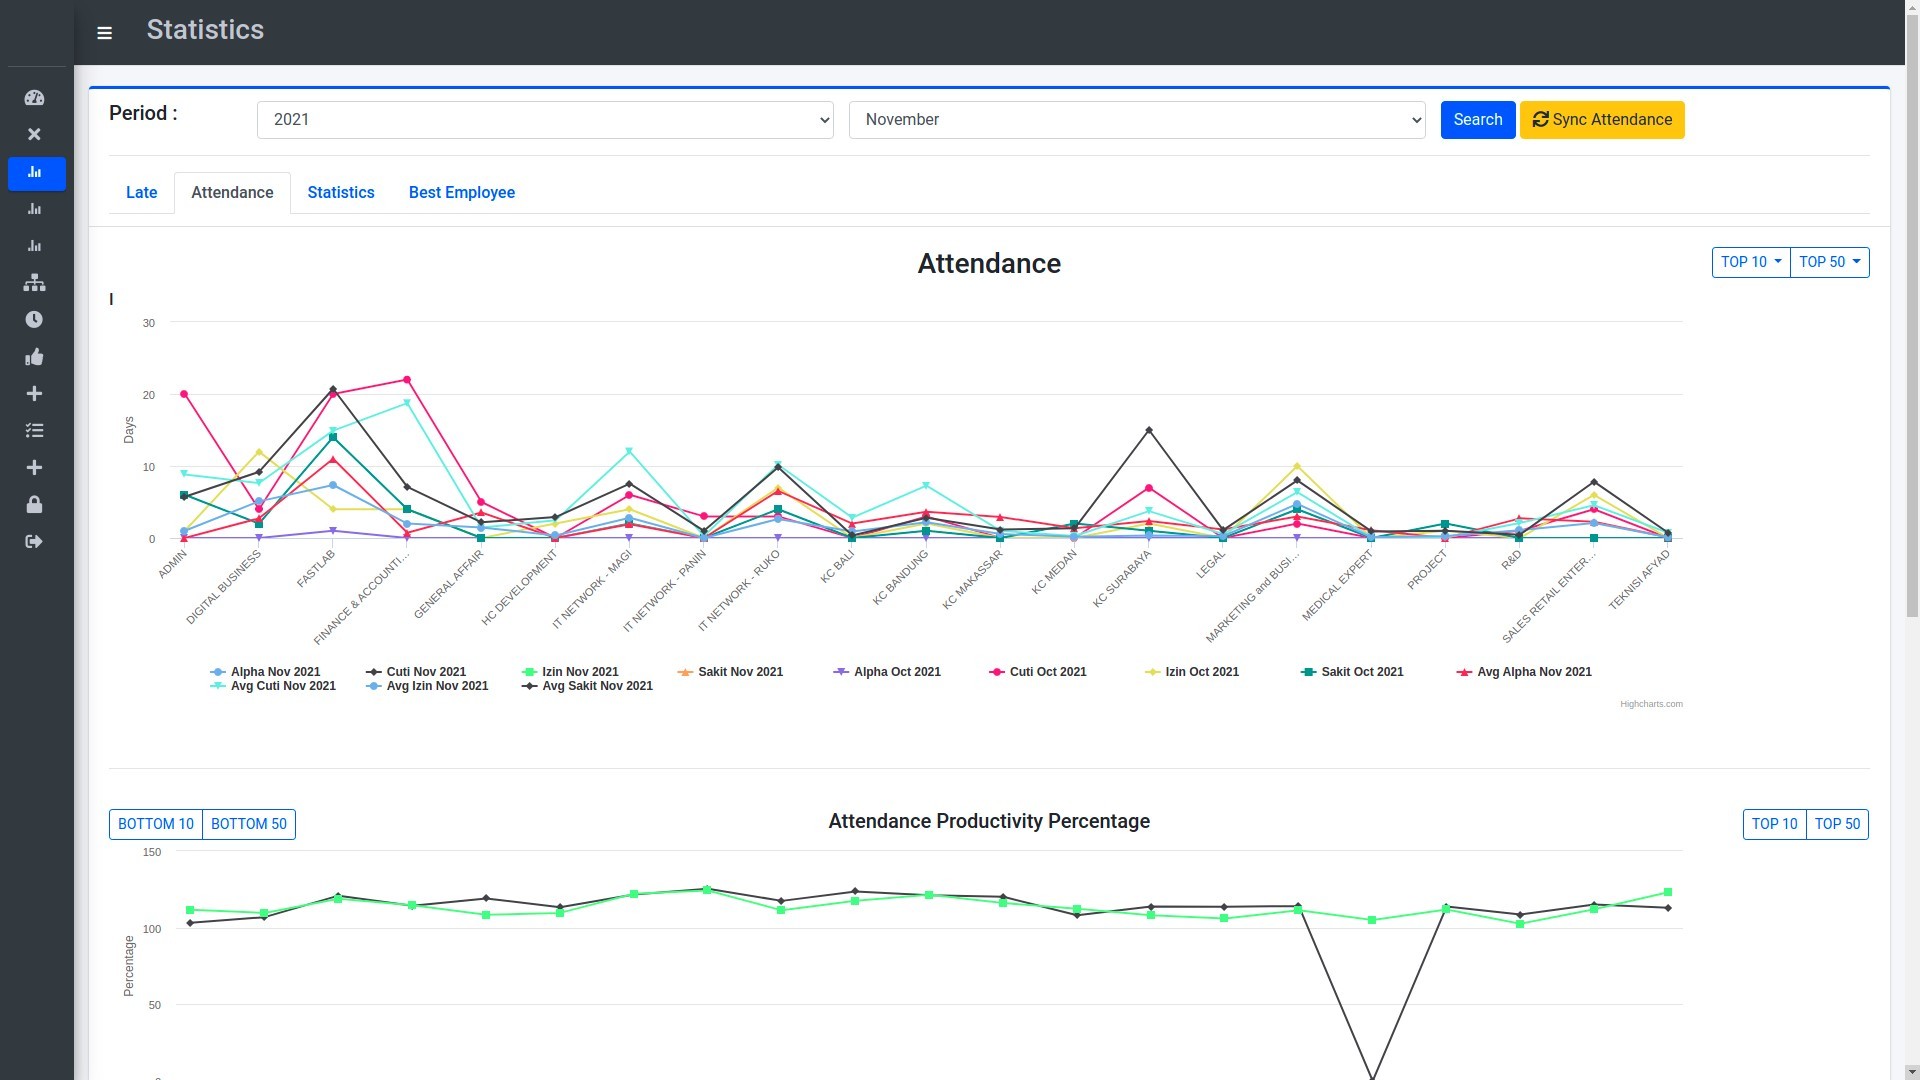 Statistics
Period :
2021
November
Search
Sync Attendance
Late
Attendance
Statistics
Best Employee
Attendance
TOP 10
TOP 50
I
30
20
10
0
Days
ADMIN
DIGITAL BUSINESS
FASTLAB
FINANCE & ACCOUNTI...
GENERAL AFFAIR
HC DEVELOPMENT
IT NETWORK - MAGI
IT NETWORK - PANIN
IT NETWORK - RUKO
KC BALI
KC BANDUNG
KC MAKASSAR
KC MEDAN
KC SURABAYA
LEGAL
MARKETING and BUSI...
MEDICAL EXPERT
PROJECT
R&D
SALES RETAIL ENTER...
TEKNISI AFYAD
Alpha Nov 2021
Cuti Nov 2021
Izin Nov 2021
Sakit Nov 2021
Alpha Oct 2021
Cuti Oct 2021
Izin Oct 2021
Sakit Oct 2021
Avg Alpha Nov 2021
Avg Cuti Nov 2021
Avg Izin Nov 2021
Avg Sakit Nov 2021
Highcharts.com
BOTTOM 10
BOTTOM 50
Attendance Productivity Percentage
TOP 10
TOP 50
150
100
50
Percentage